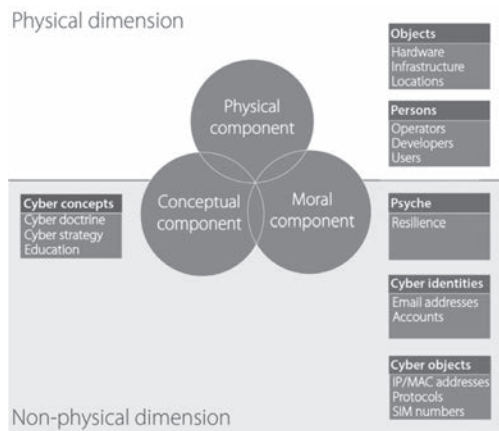 Physical dimension
Objects
Hardware
Infrastructure
Locations
Physical
component
Persons
Operators
Developers
Users
Cyber concepts
Cyber doctrine
Cyber strategy
Education
Conceptual
component
Moral
component
Psyche
Resilience
Cyber identities
Email addresses
Accounts
Cyber objects
IP/MAC addresses
Protocols
SIM numbers
Non-physical dimension